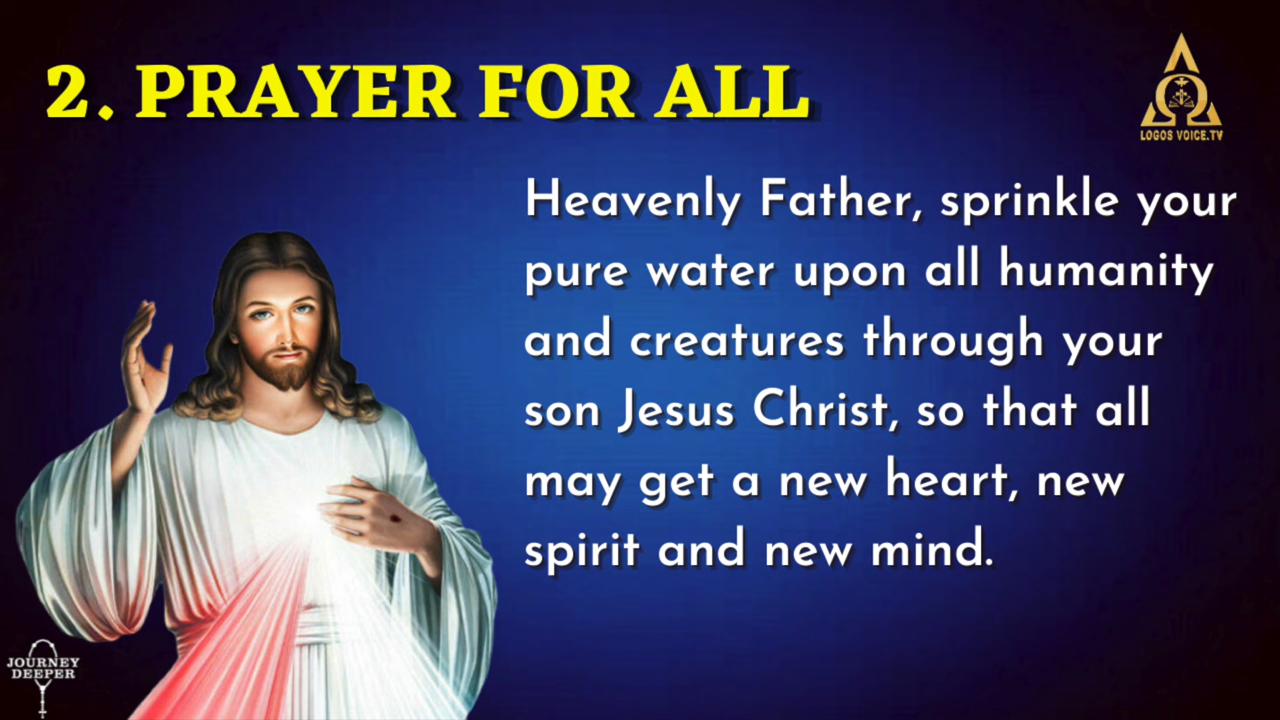 2. PRAYER FOR ALL
LOGOS VOICE.TV
Heavenly Father, sprinkle your
pure water upon all humanity
and creatures through your
son Jesus Christ, so that all
may get a new heart, new
spirit and new mind.
JOURNEY
DEEPER